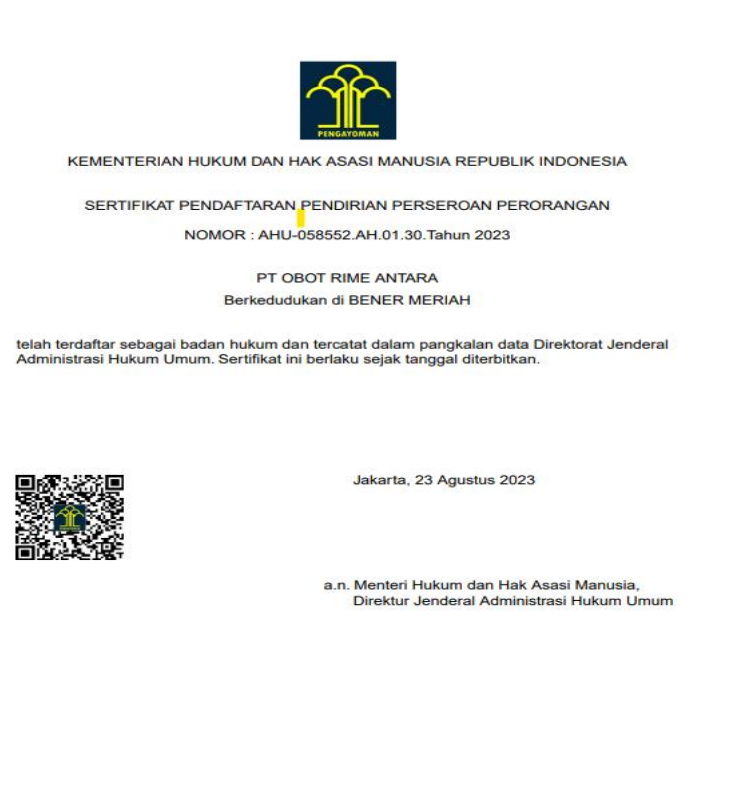 PENGAYOMAN
KEMENTERIAN HUKUM DAN HAK ASASI MANUSIA REPUBLIK INDONESIA
SERTIFIKAT PENDAFTARAN PENDIRIAN PERSEROAN PERORANGAN
NOMOR : AHU-058552.AH.01.30.Tahun 2023
PT OBOT RIME ANTARA
Berkedudukan di BENER MERIAH
telah terdaftar sebagai badan hukum dan tercatat dalam pangkalan data Direktorat Jenderal
Administrasi Hukum Umum. Sertifikat ini berlaku sejak tanggal diterbitkan.
Jakarta, 23 Agustus 2023
a.n. Menteri Hukum dan Hak Asasi Manusia,
Direktur Jenderal Administrasi Hukum Umum